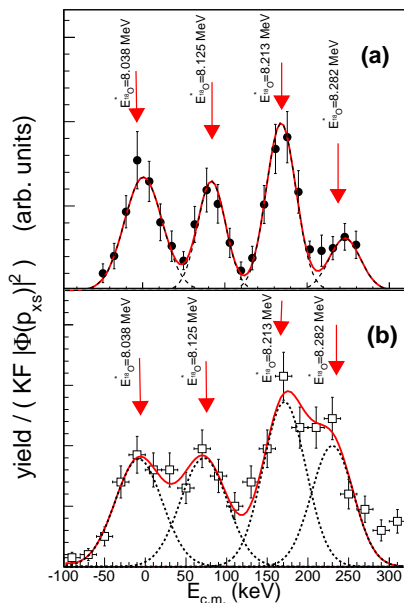 (a)
E*18O=8.038 MeV
E*18O=8.125 MeV
E*18O=8.213 MeV
E*18O=8.282 MeV
yield / ( KF |Φ(pxs)|2 ) (arb. units)
(b)
E*18O=8.038 MeV
E*18O=8.125 MeV
E*18O=8.213 MeV
E*18O=8.282 MeV
-100 -50 0 50 100 150 200 250 300
Ec.m. (keV)